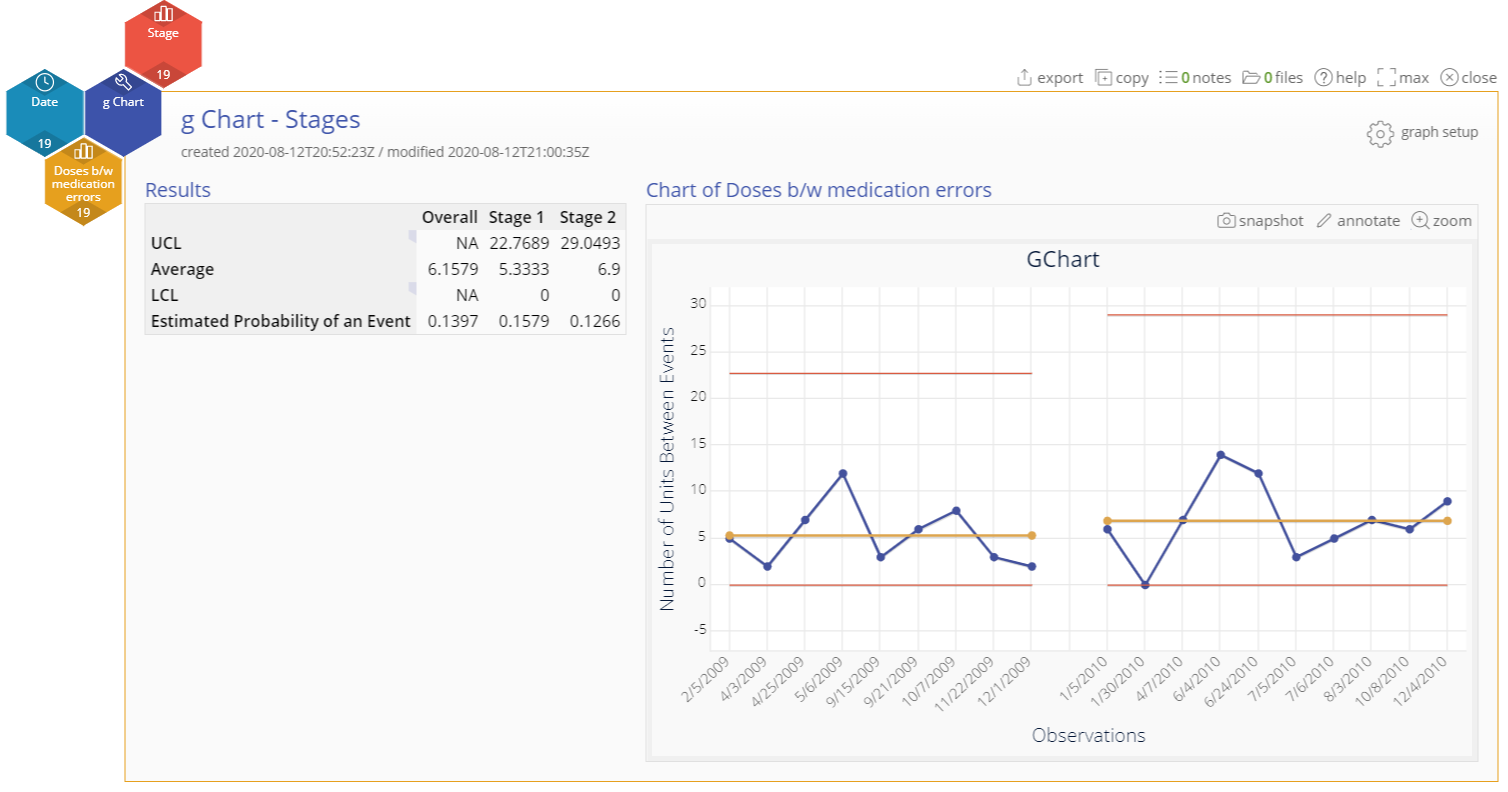 Stage
19
Date
19
g Chart
Doses b/w
medication
errors
19
export copy 0 notes 0 files help max close
g Chart - Stages
created 2020-08-12T20:52:23Z / modified 2020-08-12T21:00:35Z
graph setup
Results
Overall Stage 1 Stage 2
UCL NA 22.7689 29.0493
Average 6.1579 5.3333 6.9
LCL NA 0 0
Estimated Probability of an Event 0.1397 0.1579 0.1266
Chart of Doses b/w medication errors
snapshot annotate zoom
GChart
Number of Units Between Events
30
25
20
15
10
5
0
-5
2/5/2009 4/3/2009 4/25/2009 5/6/2009 9/15/2009 9/21/2009 10/7/2009 11/22/2009 12/1/2009 1/5/2010 1/30/2010 4/7/2010 6/4/2010 6/24/2010 7/5/2010 7/6/2010 8/3/2010 10/8/2010 12/4/2010
Observations